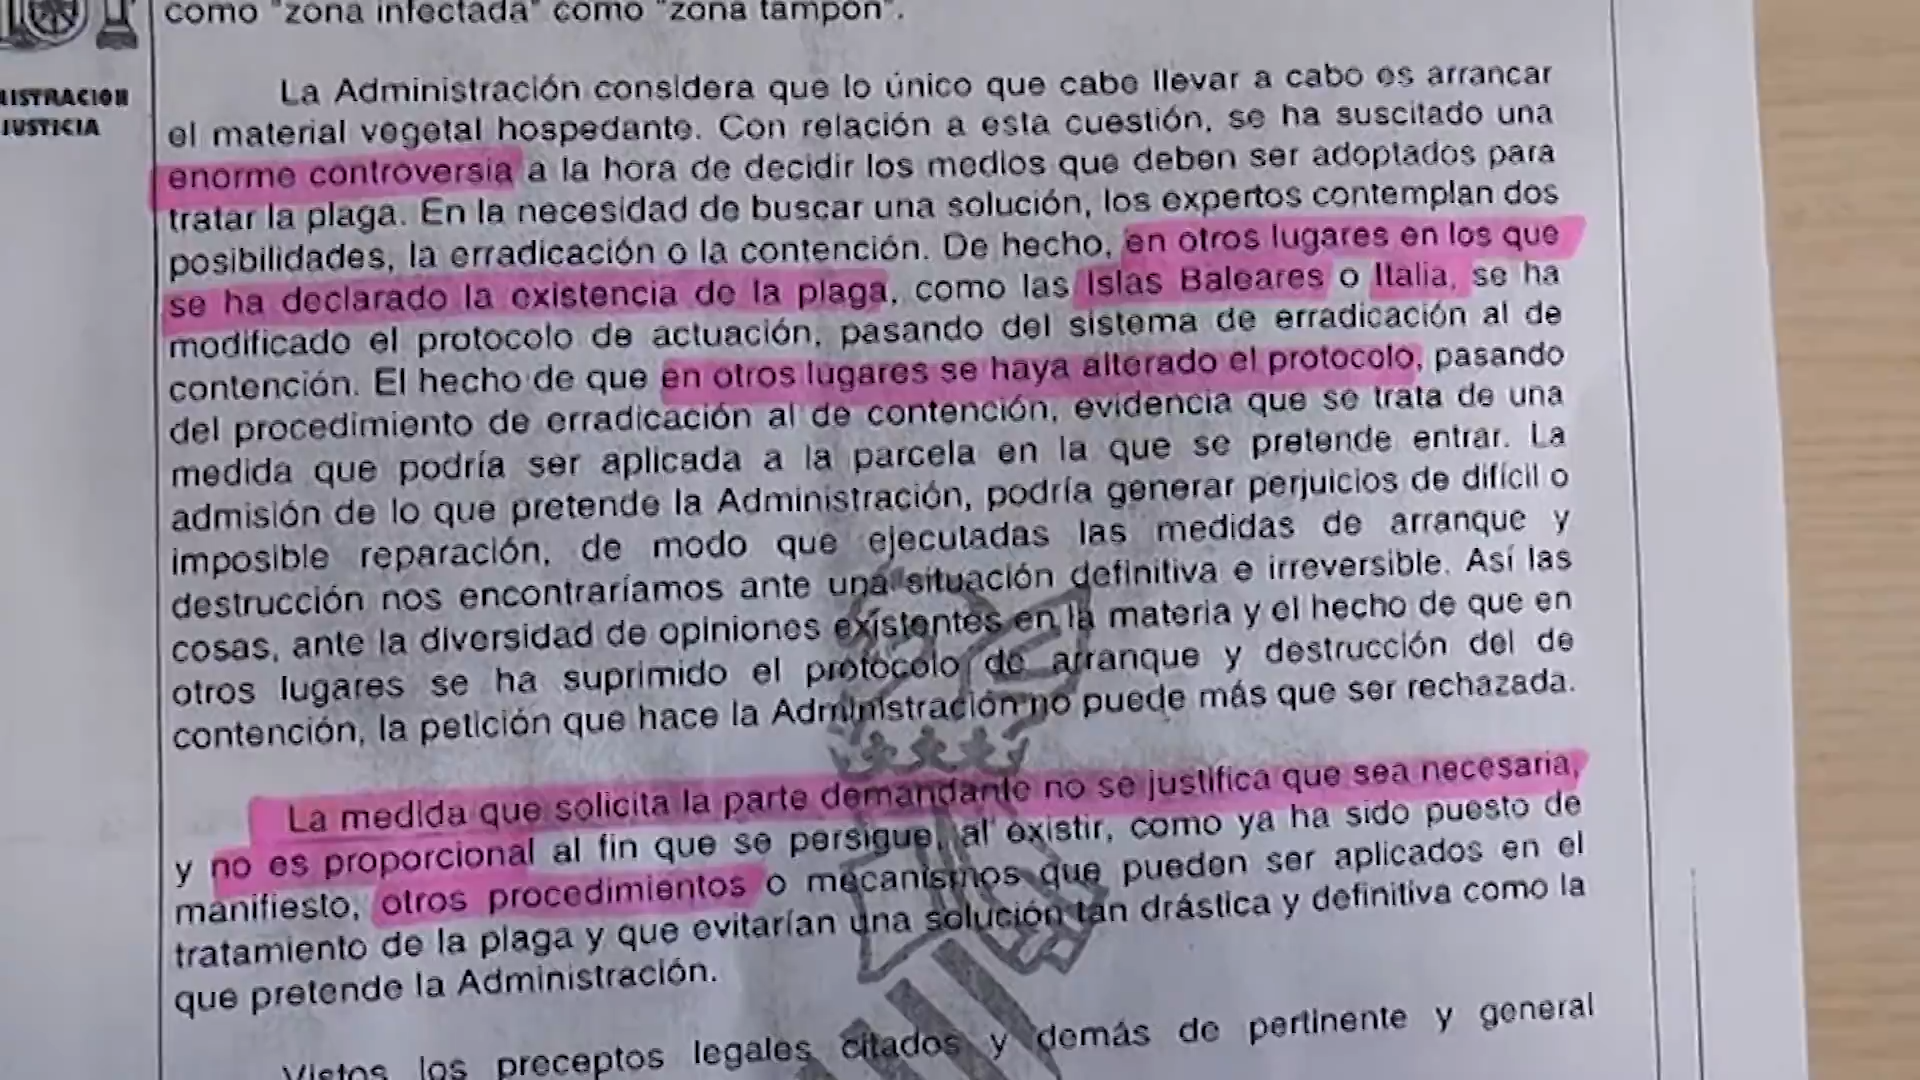 como "zona infectada" como "zona tampón".
La Administración considera que lo único que cabe llevar a cabo es arrancar
el material vegetal hospedante. Con relación a esta cuestión, se ha suscitado una
enorme controversia a la hora de decidir los medios que deben ser adoptados para
tratar la plaga. En la necesidad de buscar una solución, los expertos contemplan dos
posibilidades, la erradicación o la contención. De hecho, en otros lugares en los que
se ha declarado la existencia de la plaga, como las Islas Baleares o Italia, se ha
modificado el protocolo de actuación, pasando del sistema de erradicación al de
contención. El hecho de que en otros lugares se haya alterado el protocolo, pasando
del procedimiento de erradicación al de contención, evidencia que se trata de una
medida que podría ser aplicada a la parcela en la que se pretende entrar. La
admisión de lo que pretende la Administración, podría generar perjuicios de difícil o
imposible reparación, de modo que ejecutadas las medidas de arranque y
destrucción nos encontraríamos ante una situación definitiva e irreversible. Así las
cosas, ante la diversidad de opiniones existentes en la materia y el hecho de que en
otros lugares se ha suprimido el protocolo de arranque y destrucción del de
contención, la petición que hace la Administración no puede más que ser rechazada.
La medida que solicita la parte demandante no se justifica que sea necesaria,
y no es proporcional al fin que se persigue, al existir, como ya ha sido puesto de
manifiesto, otros procedimientos o mecanismos que pueden ser aplicados en el
tratamiento de la plaga y que evitarían una solución tan drástica y definitiva como la
que pretende la Administración.
Vistos los preceptos legales citados y demás de pertinente y general
NISTRACION
JUSTICIA